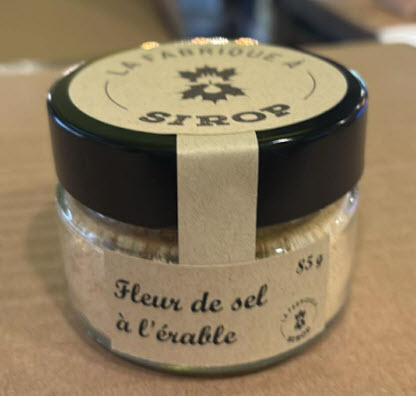 LA FABRIQUE À
SIROP
85 g
Fleur de sel
à l'érable
LA FABRIQUE À
SIROP